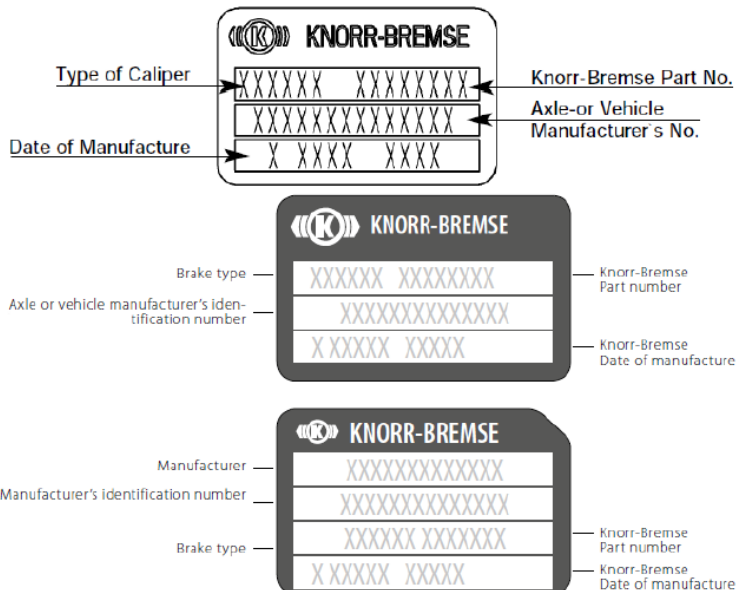 KNORR-BREMSE
Type of Caliper
XXXXXX XXXXXXXX
Knorr-Bremse Part No.
XXXXXXXXXXXXXX
Axle-or Vehicle
Manufacturer`s No.
Date of Manufacture
X XXXX XXXX
KNORR-BREMSE
Brake type
XXXXXX XXXXXXXX
Knorr-Bremse
Part number
Axle or vehicle manufacturer's iden-
tification number
XXXXXXXXXXXXXX
X XXXXX XXXXX
Knorr-Bremse
Date of manufacture
KNORR-BREMSE
Manufacturer
XXXXXXXXXXXXX
Manufacturer's identification number
XXXXXXXXXXXXXX
Brake type
XXXXXX XXXXXXX
Knorr-Bremse
Part number
X XXXXX XXXXX
Knorr-Bremse
Date of manufacture